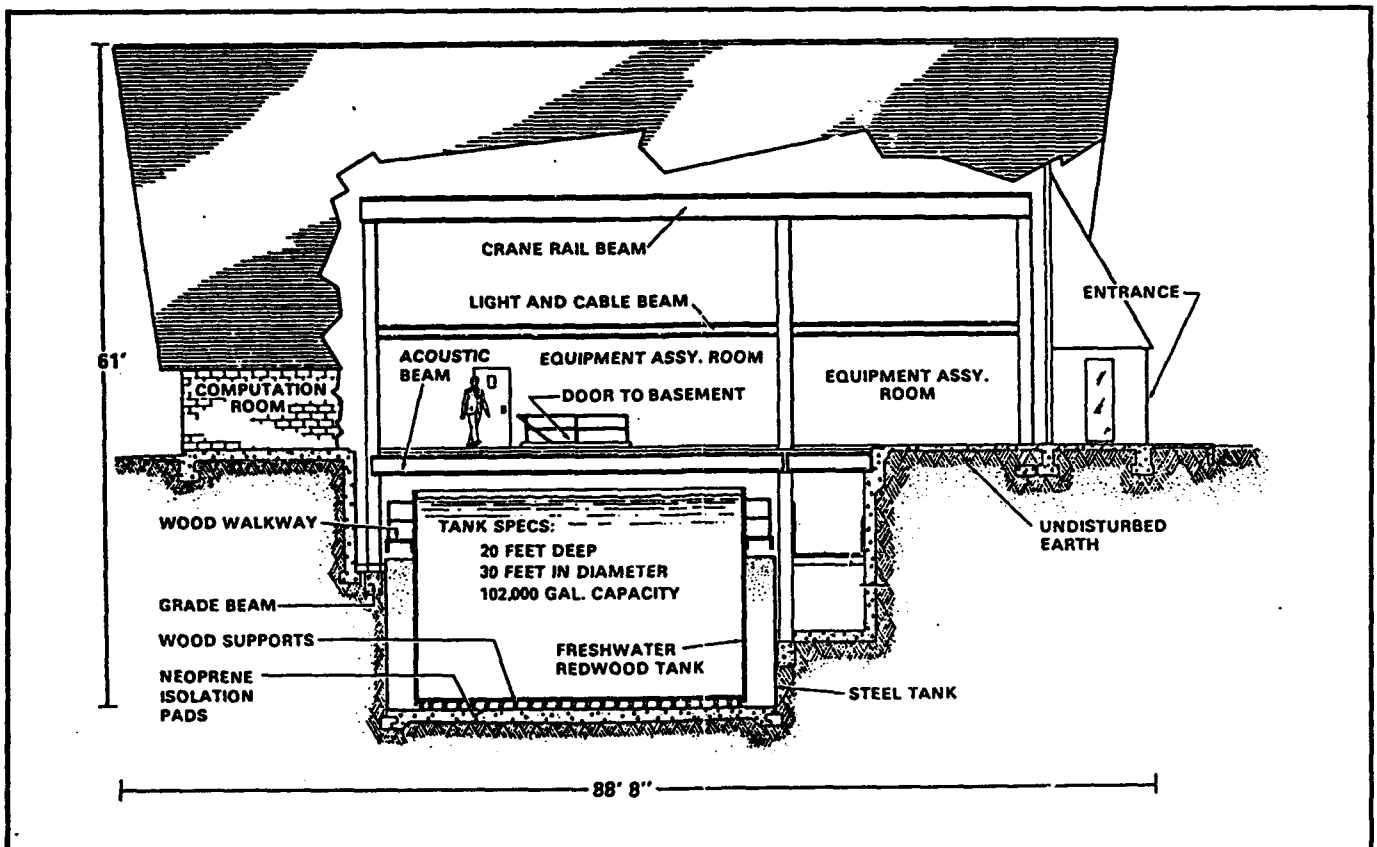 CRANE RAIL BEAM
LIGHT AND CABLE BEAM
ENTRANCE
61'
ACOUSTIC
BEAM
EQUIPMENT ASSY. ROOM
DOOR TO BASEMENT
EQUIPMENT ASSY.
ROOM
COMPUTATION
ROOM
WOOD WALKWAY
TANK SPECS:
20 FEET DEEP
30 FEET IN DIAMETER
102,000 GAL. CAPACITY
UNDISTURBED
EARTH
GRADE BEAM
WOOD SUPPORTS
NEOPRENE
ISOLATION
PADS
FRESHWATER
REDWOOD TANK
STEEL TANK
88' 8"